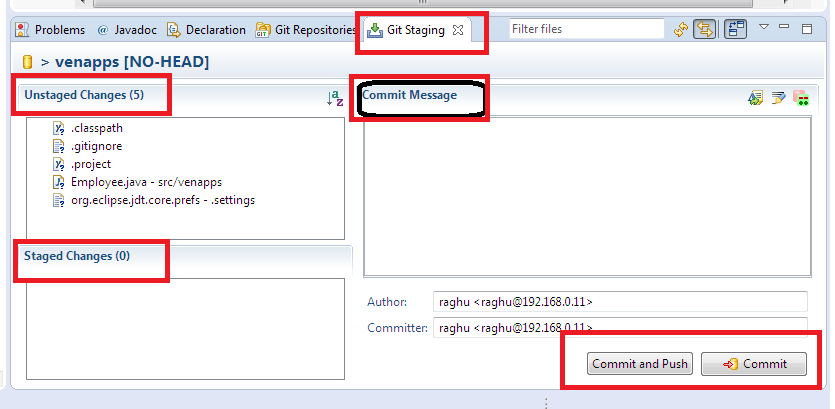 Problems @ Javadoc Declaration Git Repositories Git Staging Filter files
> venapps [NO-HEAD]
Unstaged Changes (5)
.classpath
.gitignore
.project
Employee.java - src/venapps
org.eclipse.jdt.core.prefs - .settings
Staged Changes (0)
Commit Message
Author: raghu <raghu@192.168.0.11>
Committer: raghu <raghu@192.168.0.11>
Commit and Push Commit